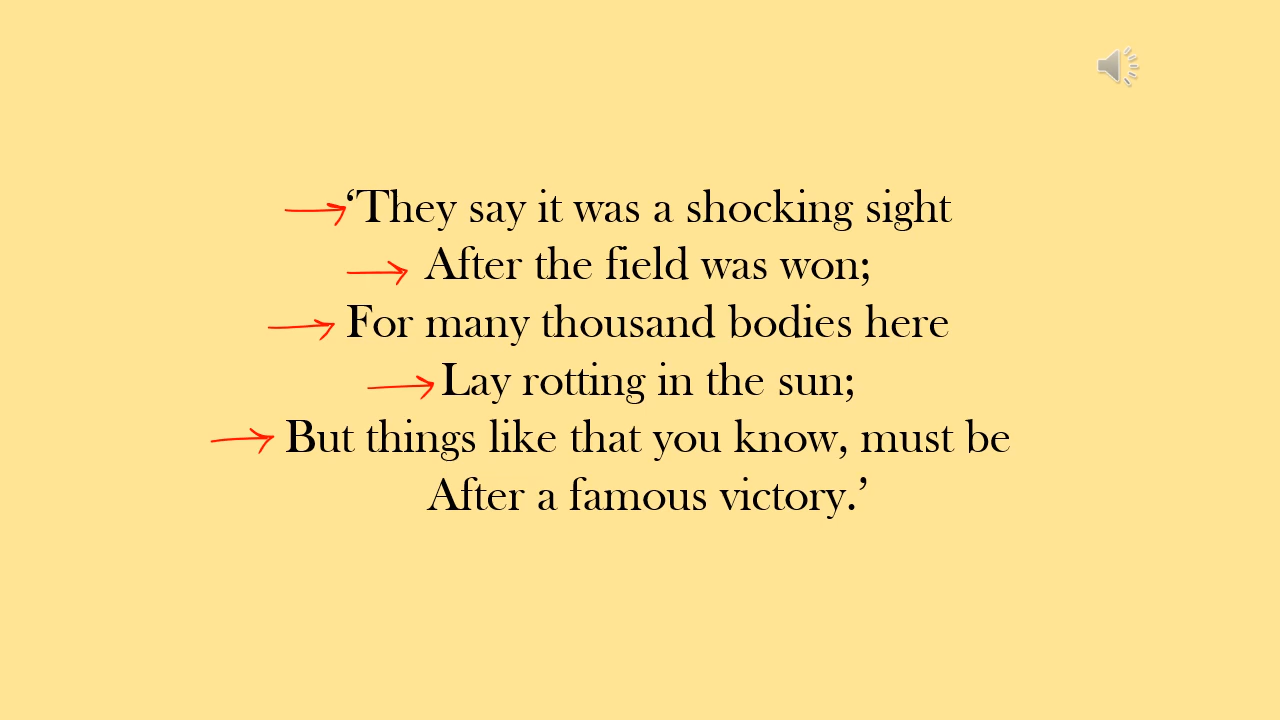 ‘They say it was a shocking sight
After the field was won;
For many thousand bodies here
Lay rotting in the sun;
But things like that you know, must be
After a famous victory.’